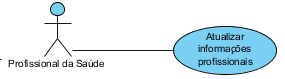 Atualizar
informações
profissionais
Profissional da Saúde